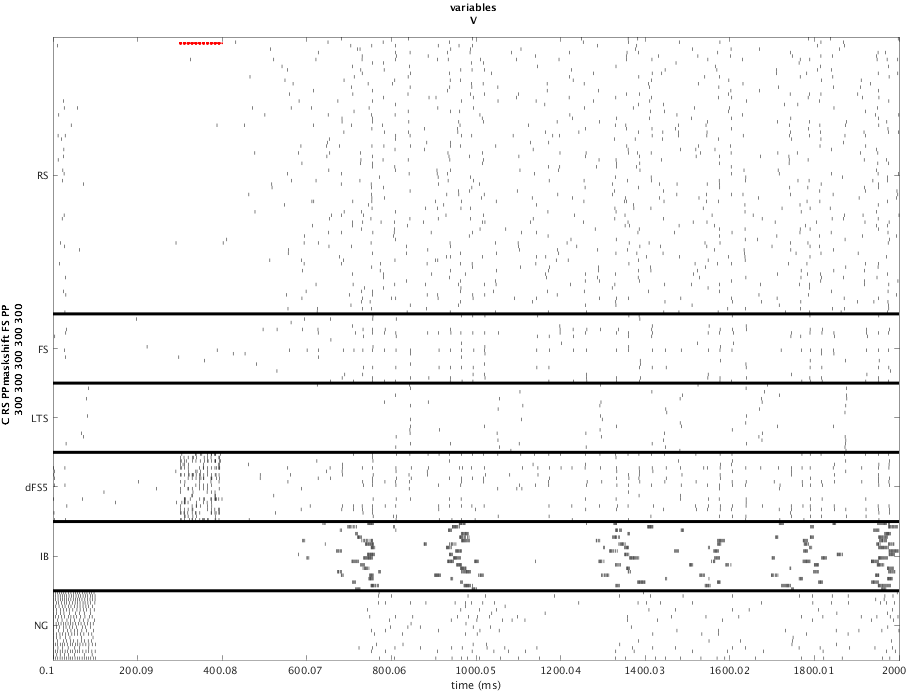 variables
V
RS
FS
LTS
dFS5
IB
NG
C RS PPmaskshift FS PP
300 300 300 300 300 300
0.1 200.09 400.08 600.07 800.06 1000.05 1200.04 1400.03 1600.02 1800.01 2000
time (ms)